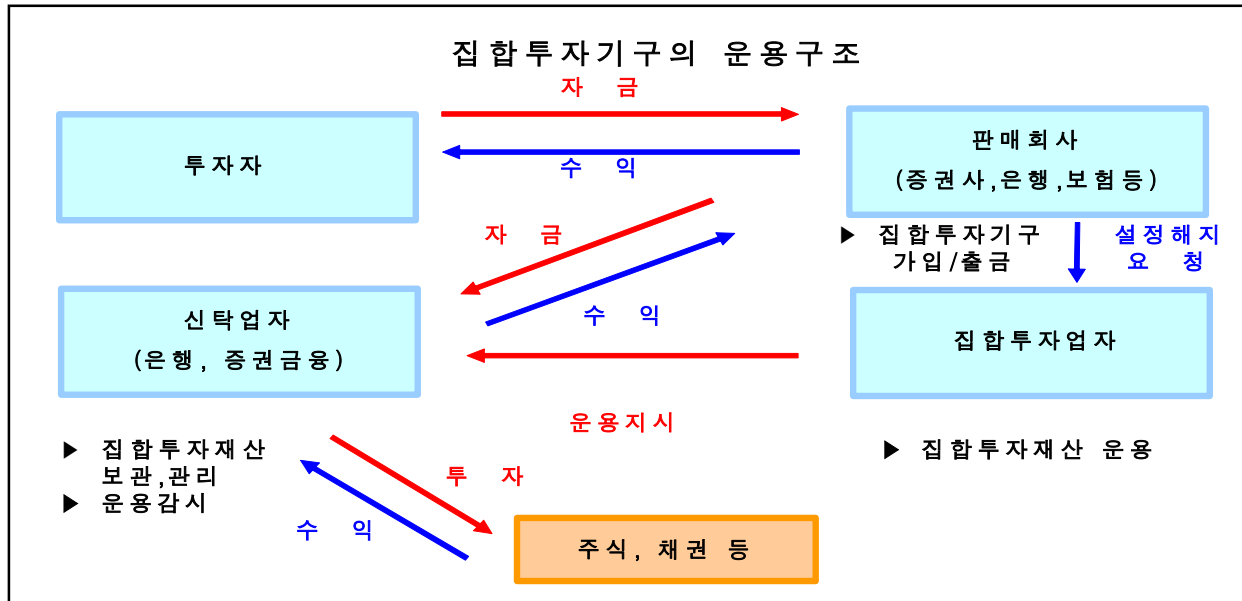 집합투자기구의 운용구조
자 금
투자자
수 익
판매회사
(증권사,은행,보험등)
자 금
▶ 집합투자기구
가입/출금
설정해지
요 청
수 익
신탁업자
(은행, 증권금융)
집합투자업자
운용지시
▶ 집합투자재산
보관,관리
▶ 운용감시
▶ 집합투자재산 운용
투 자
수 익
주식, 채권 등